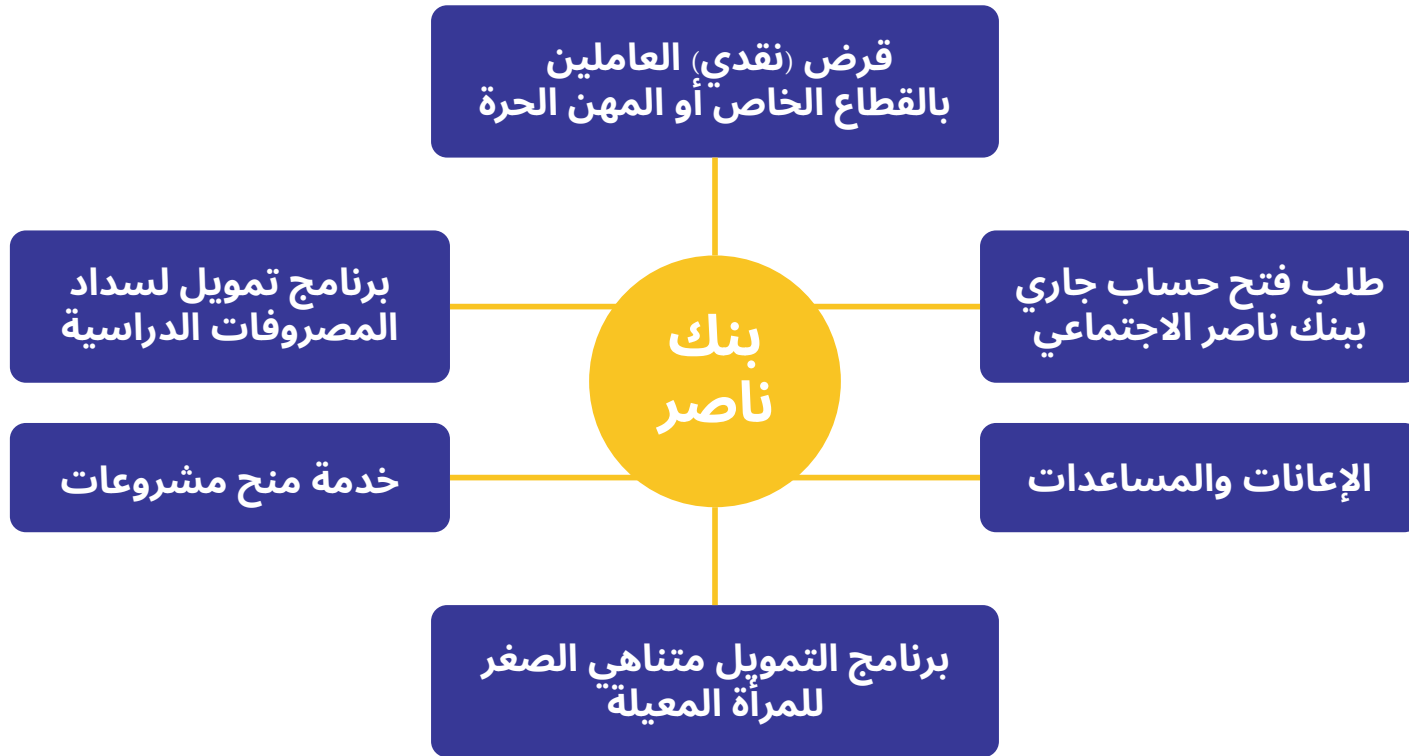 قرض (نقدي) العاملين
بالقطاع الخاص أو المهن الحرة
طلب فتح حساب جاري
ببنك ناصر الاجتماعي
برنامج تمويل لسداد
المصروفات الدراسية
بنك
ناصر
الإعانات والمساعدات
خدمة منح مشروعات
برنامج التمويل متناهي الصغر
للمرأة المعيلة